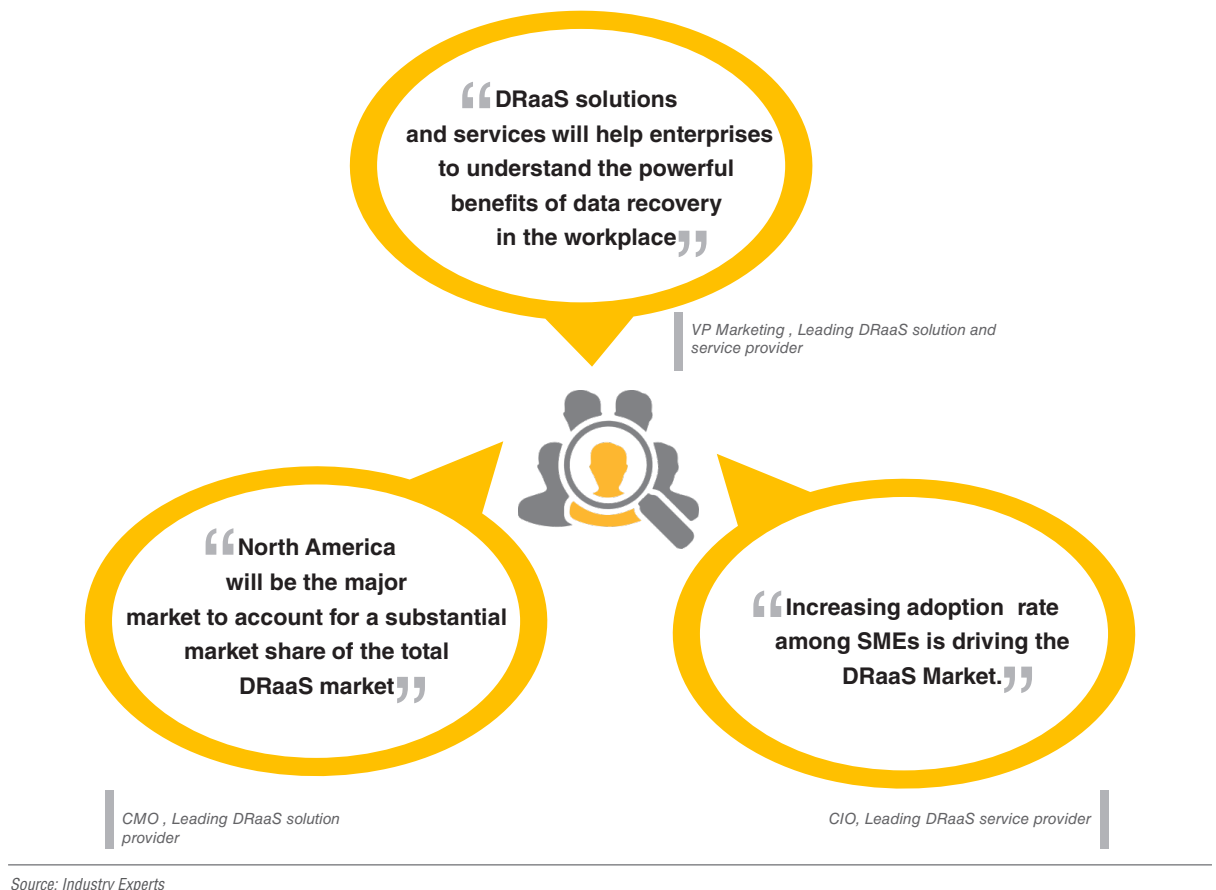 “DRaaS solutions
and services will help enterprises
to understand the powerful
benefits of data recovery
in the workplace”
VP Marketing , Leading DRaaS solution and
service provider
“North America
will be the major
market to account for a substantial
market share of the total
DRaaS market”
CMO , Leading DRaaS solution
provider
“Increasing adoption rate
among SMEs is driving the
DRaaS Market.”
CIO, Leading DRaaS service provider
Source: Industry Experts